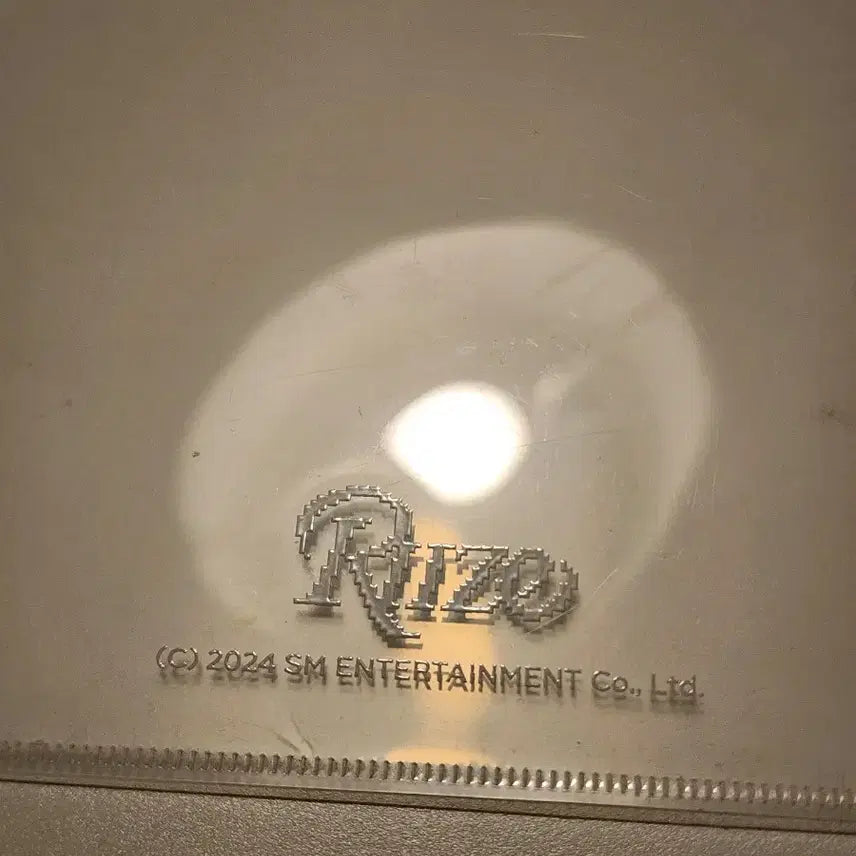 Riize
(C) 2024 SM ENTERTAINMENT Co., Ltd.